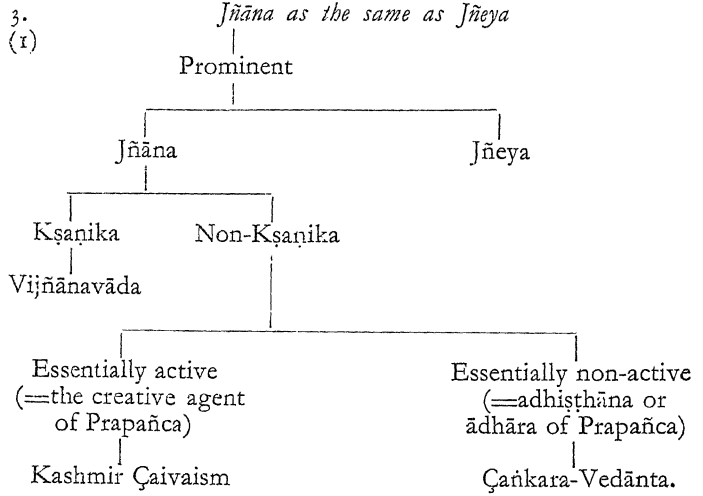 3. Jñāna as the same as Jñeya
(1)
Prominent
Jñāna Jñeya
Kṣaṇika Non-Kṣaṇika
Vijñānavāda
Essentially active
(=the creative agent
of Prapañca)
Kashmir Çaivaism
Essentially non-active
(=adhiṣṭhāna or
ādhāra of Prapañca)
Çaṅkara-Vedānta.